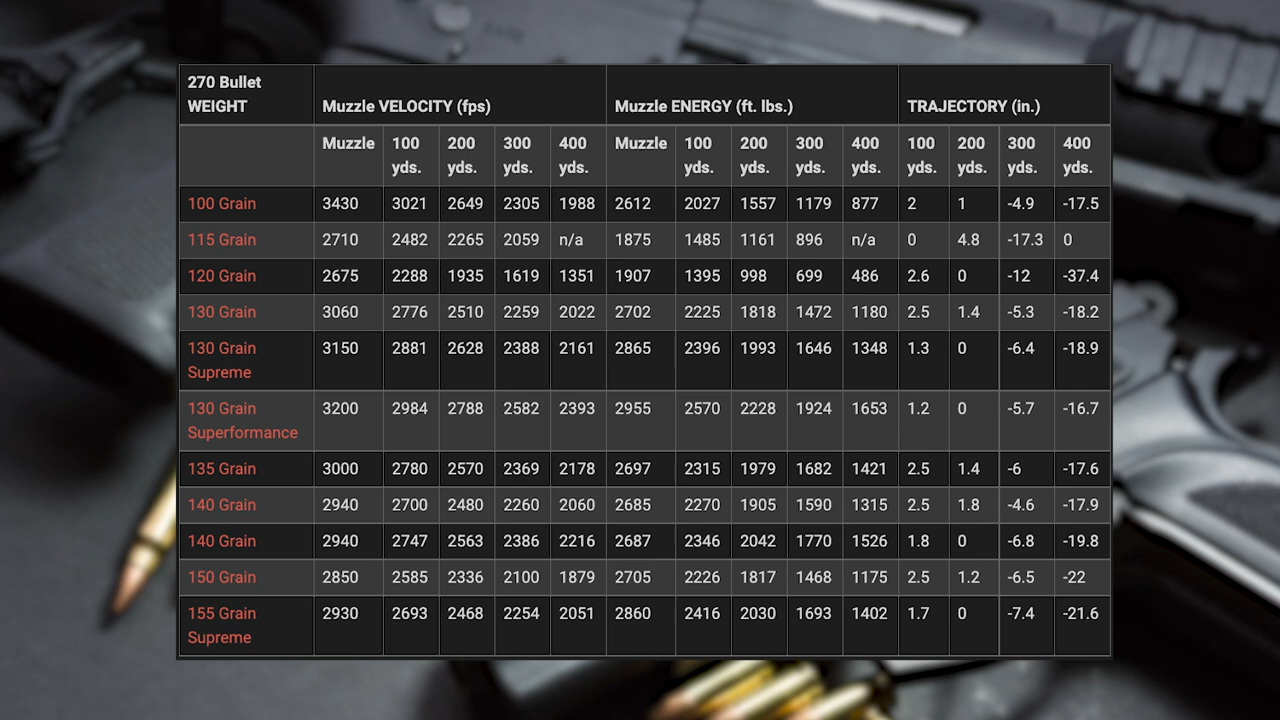 270 Bullet
WEIGHT Muzzle VELOCITY (fps) Muzzle ENERGY (ft. lbs.) TRAJECTORY (in.)
Muzzle 100 200 300 400 Muzzle 100 200 300 400 100 200 300 400
yds. yds. yds. yds. yds. yds. yds. yds. yds. yds. yds. yds.
100 Grain 3430 3021 2649 2305 1988 2612 2027 1557 1179 877 2 1 -4.9 -17.5
115 Grain 2710 2482 2265 2059 n/a 1875 1485 1161 896 n/a 0 4.8 -17.3 0
120 Grain 2675 2288 1935 1619 1351 1907 1395 998 699 486 2.6 0 -12 -37.4
130 Grain 3060 2776 2510 2259 2022 2702 2225 1818 1472 1180 2.5 1.4 -5.3 -18.2
130 Grain 3150 2881 2628 2388 2161 2865 2396 1993 1646 1348 1.3 0 -6.4 -18.9
Supreme
130 Grain 3200 2984 2788 2582 2393 2955 2570 2228 1924 1653 1.2 0 -5.7 -16.7
Superformance
135 Grain 3000 2780 2570 2369 2178 2697 2315 1979 1682 1421 2.5 1.4 -6 -17.6
140 Grain 2940 2700 2480 2260 2060 2685 2270 1905 1590 1315 2.5 1.8 -4.6 -17.9
140 Grain 2940 2747 2563 2386 2216 2687 2346 2042 1770 1526 1.8 0 -6.8 -19.8
150 Grain 2850 2585 2336 2100 1879 2705 2226 1817 1468 1175 2.5 1.2 -6.5 -22
155 Grain 2930 2693 2468 2254 2051 2860 2416 2030 1693 1402 1.7 0 -7.4 -21.6
Supreme